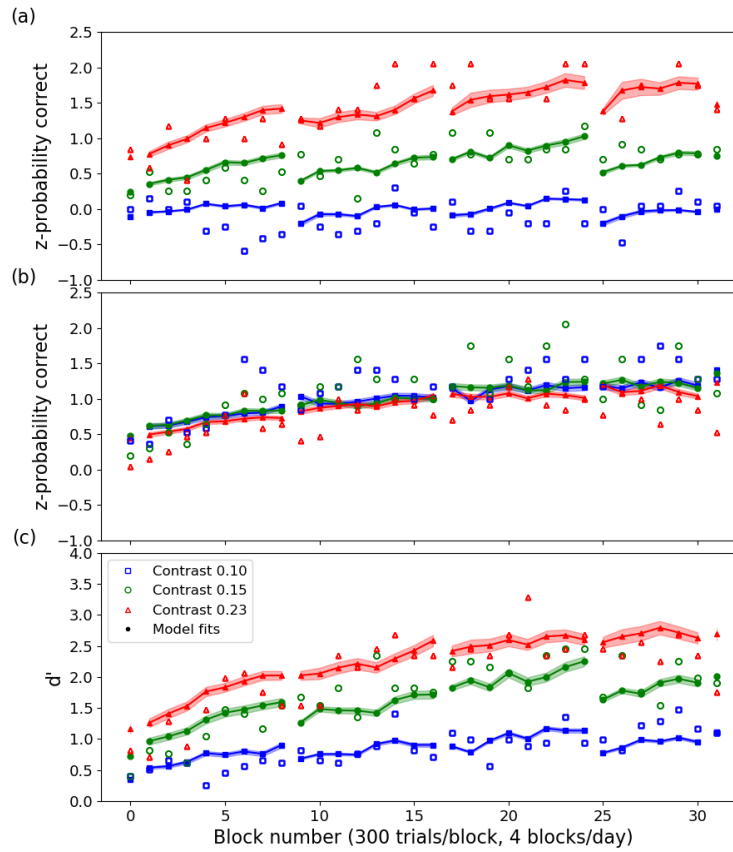 (a)
2.5
2.0
1.5
1.0
0.5
0.0
−0.5
−1.0
z-probability correct
(b)
2.5
2.0
1.5
1.0
0.5
0.0
−0.5
−1.0
z-probability correct
(c)
4.0
3.5
3.0
2.5
2.0
1.5
1.0
0.5
0.0
d'
Contrast 0.10
Contrast 0.15
Contrast 0.23
Model fits
0 5 10 15 20 25 30
Block number (300 trials/block, 4 blocks/day)